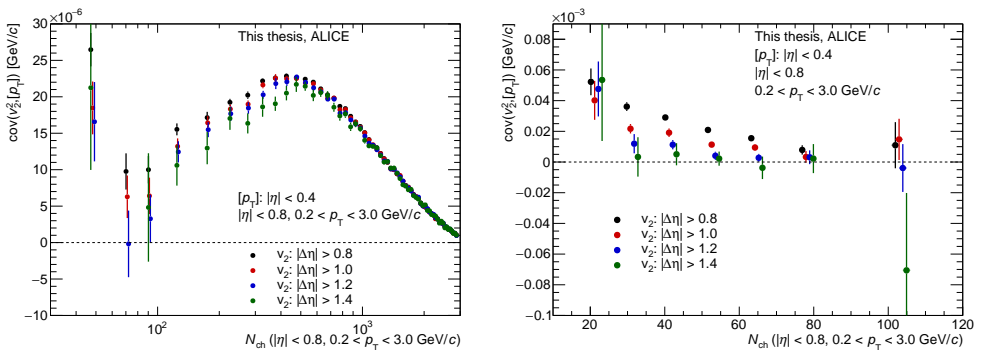 ×10⁻⁶
cov(v₂²,[p_T]) [GeV/c]
30
25
20
15
10
5
0
−5
−10
This thesis, ALICE
[p_T]: |η| < 0.4
|η| < 0.8, 0.2 < p_T < 3.0 GeV/c
v₂: |Δη| > 0.8
v₂: |Δη| > 1.0
v₂: |Δη| > 1.2
v₂: |Δη| > 1.4
10² 10³
N_ch (|η| < 0.8, 0.2 < p_T < 3.0 GeV/c)
×10⁻³
cov(v₂²,[p_T]) [GeV/c]
0.08
0.06
0.04
0.02
0
−0.02
−0.04
−0.06
−0.08
−0.1
This thesis, ALICE
[p_T]: |η| < 0.4
|η| < 0.8
0.2 < p_T < 3.0 GeV/c
v₂: |Δη| > 0.8
v₂: |Δη| > 1.0
v₂: |Δη| > 1.2
v₂: |Δη| > 1.4
20 40 60 80 100 120
N_ch (|η| < 0.8, 0.2 < p_T < 3.0 GeV/c)